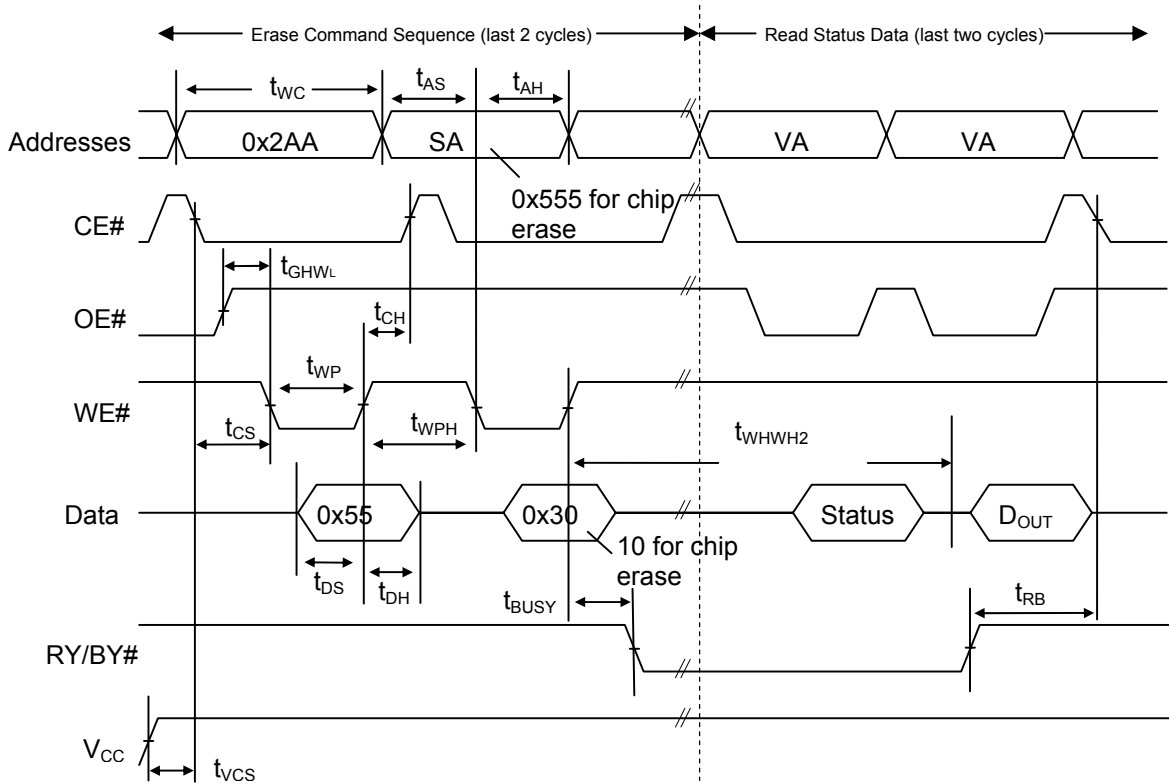 Erase Command Sequence (last 2 cycles)
Read Status Data (last two cycles)
tWC
tAS
tAH
Addresses
0x2AA
SA
VA
VA
0x555 for chip
erase
CE#
tGHWL
OE#
tCH
tWP
WE#
tCS
tWPH
tWHWH2
Data
0x55
0x30
Status
DOUT
10 for chip
erase
tDS
tDH
tBUSY
tRB
RY/BY#
VCC
tVCS